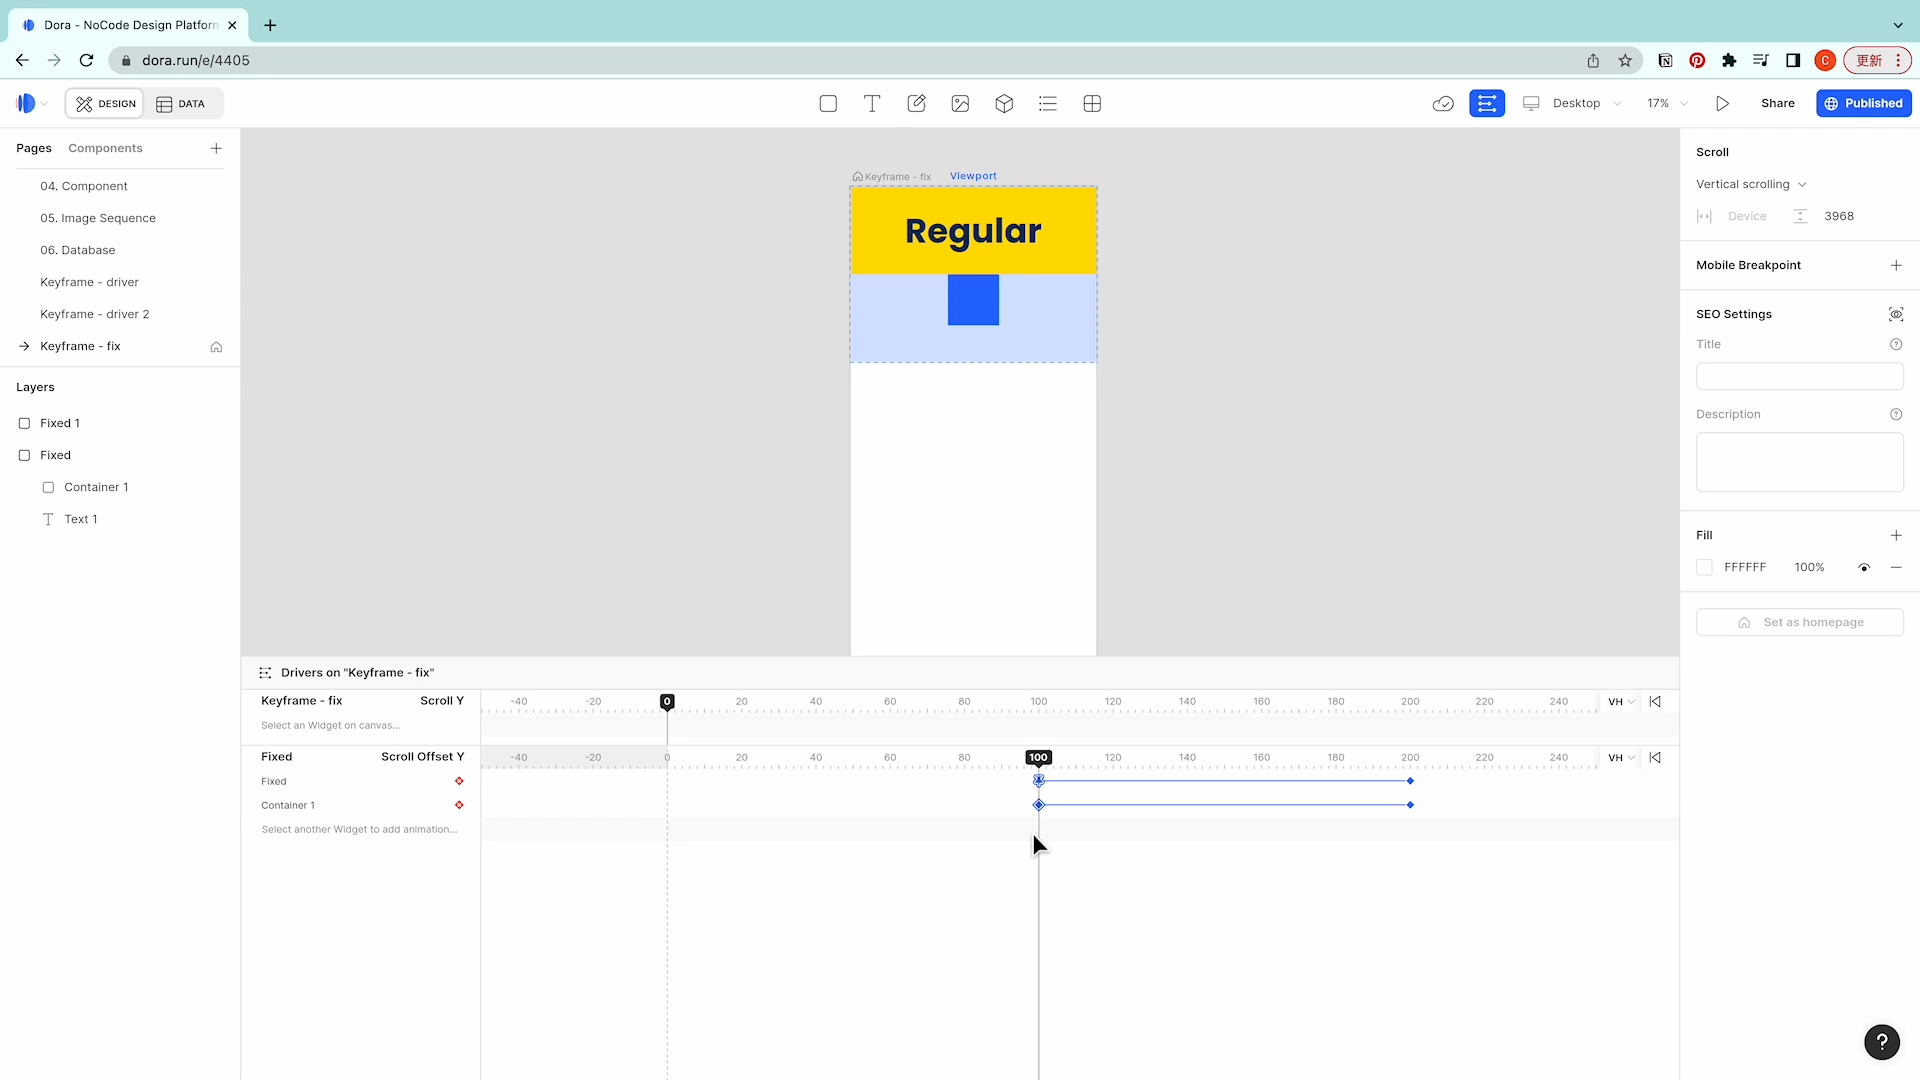 Dora - NoCode Design Platforn
dora.run/e/4405
C
更新
DESIGN
DATA
Desktop
17%
Share
Published
Pages
Components
04. Component
05. Image Sequence
06. Database
Keyframe - driver
Keyframe - driver 2
Keyframe - fix
Layers
Fixed 1
Fixed
Container 1
Text 1
Keyframe - fix
Viewport
Regular
Scroll
Vertical scrolling
Device
3968
Mobile Breakpoint
SEO Settings
Title
Description
Fill
FFFFFF 100%
Set as homepage
Drivers on "Keyframe - fix"
Keyframe - fix Scroll Y
-40 -20 0 20 40 60 80 100 120 140 160 180 200 220 240 VH
Select an Widget on canvas...
Fixed Scroll Offset Y
-40 -20 0 20 40 60 80 100 120 140 160 180 200 220 240 VH
Fixed
Container 1
Select another Widget to add animation...
?